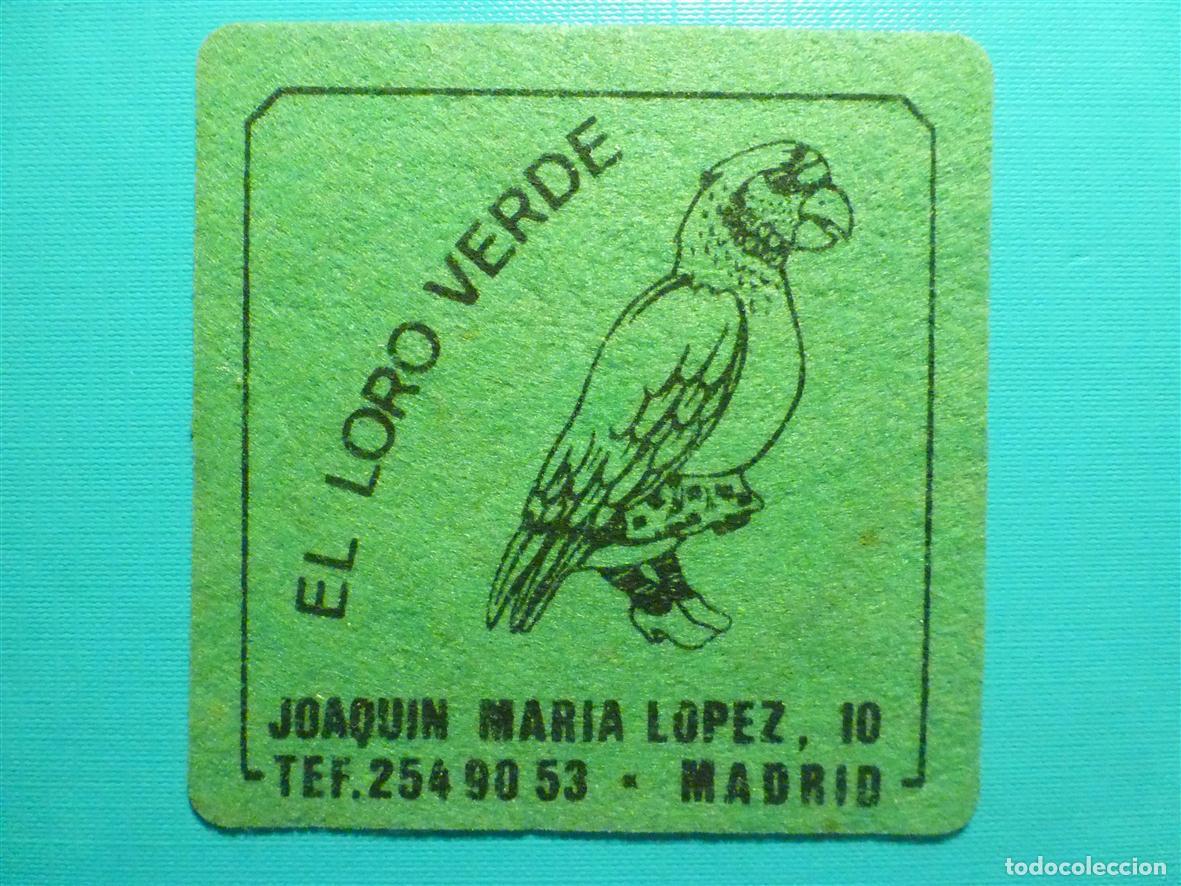 EL LORO VERDE
JOAQUIN MARIA LOPEZ, 10
TEF. 254 90 53 - MADRID
todocoleccion